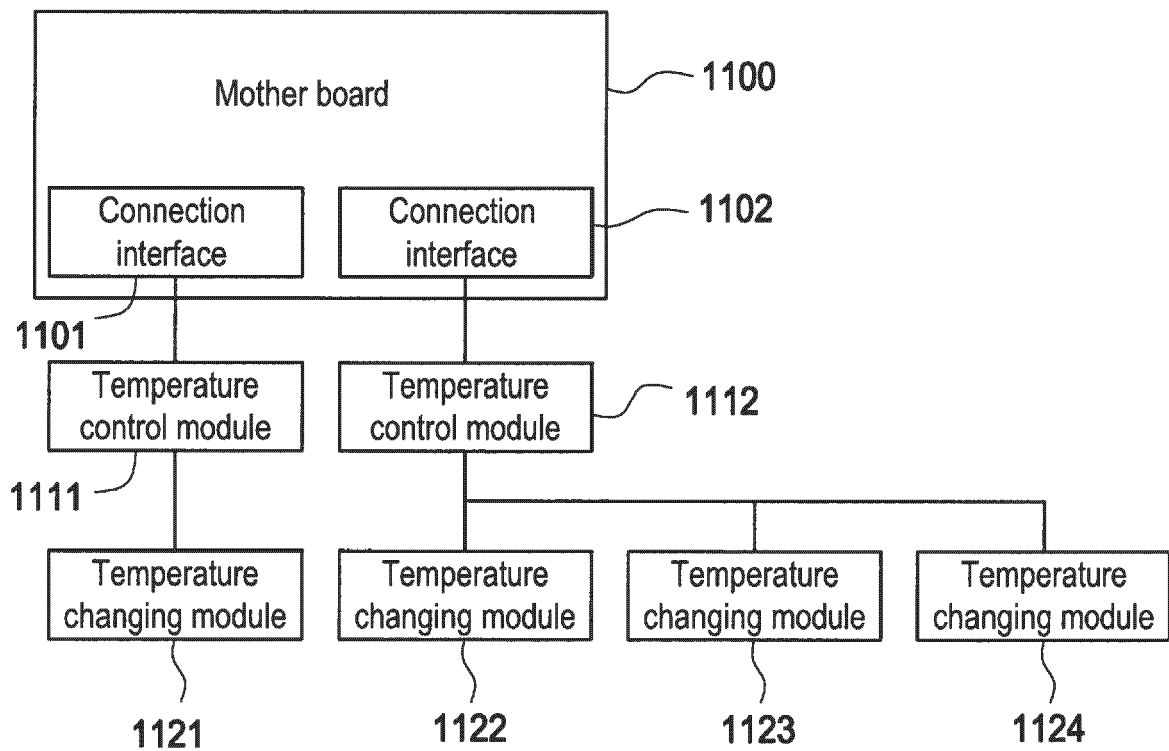 Mother board
1100
Connection
interface
Connection
interface
1102
1101
Temperature
control module
Temperature
control module
1112
1111
Temperature
changing module
Temperature
changing module
Temperature
changing module
Temperature
changing module
1121
1122
1123
1124